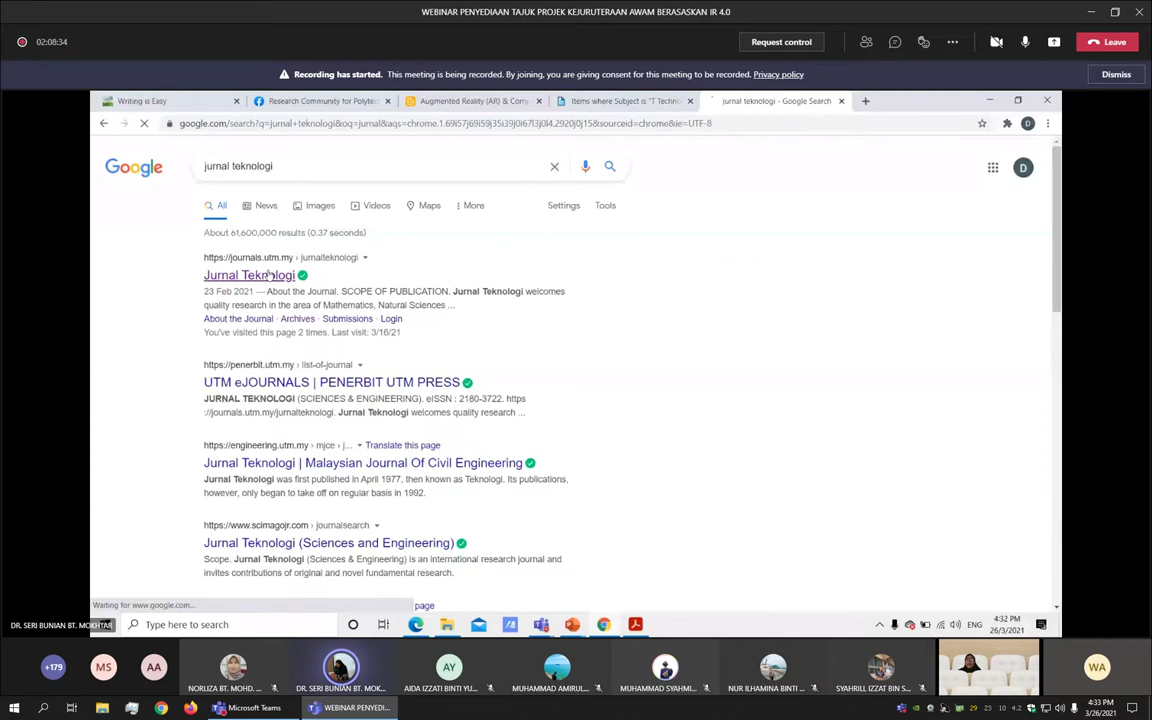 WEBINAR PENYEDIAAN TAJUK PROJEK KEJURUTERAAN AWAM BERASASKAN IR 4.0
02:08:34
Request control
Leave
Recording has started. This meeting is being recorded. By joining, you are giving consent for this meeting to be recorded. Privacy policy
Dismiss
Writing is Easy
Research Community for Polytec
Augmented Reality (AR) & Comp
Items where Subject is "T Techno
jurnal teknologi - Google Search
google.com/search?q=jurnal+teknologi&oq=jurnal&aqs=chrome.1.69i57j69i59j35i39j0i67l3j0l4.2920j0j15&sourceid=chrome&ie=UTF-8
Google
jurnal teknologi
D
All
News
Images
Videos
Maps
More
Settings
Tools
About 61,600,000 results (0.37 seconds)
https://journals.utm.my › jurnalteknologi
Jurnal Teknologi
23 Feb 2021 — About the Journal. SCOPE OF PUBLICATION. Jurnal Teknologi welcomes
quality research in the area of Mathematics, Natural Sciences ...
About the Journal · Archives · Submissions · Login
You've visited this page 2 times. Last visit: 3/16/21
https://penerbit.utm.my › list-of-journal
UTM eJOURNALS | PENERBIT UTM PRESS
JURNAL TEKNOLOGI (SCIENCES & ENGINEERING). eISSN : 2180-3722. https
://journals.utm.my/jurnalteknologi. Jurnal Teknologi welcomes quality research ...
https://engineering.utm.my › mjce › j... Translate this page
Jurnal Teknologi | Malaysian Journal Of Civil Engineering
Jurnal Teknologi was first published in April 1977, then known as Teknologi. Its publications,
however, only began to take off on regular basis in 1992.
https://www.scimagojr.com › journalsearch
Jurnal Teknologi (Sciences and Engineering)
Scope. Jurnal Teknologi (Sciences & Engineering) is an international research journal and
invites contributions of original and novel fundamental research.
Waiting for www.google.com...
page
DR. SERI BUNIAN BT. MOKHTAR
Type here to search
ENG
4:32 PM
26/3/2021
+179
MS
AA
AY
WA
NORLIZA BT. MOHD. ...
DR. SERI BUNIAN BT. MOK...
AIDA IZZATI BINTI YU...
MUHAMMAD AMIRUL...
MUHAMMAD SYAHMI...
NUR ILHAMINA BINTI ...
SYAHRILL IZZAT BIN S...
Microsoft Teams
WEBINAR PENYEDI...
29
23
10
4.2
4:33 PM
3/26/2021